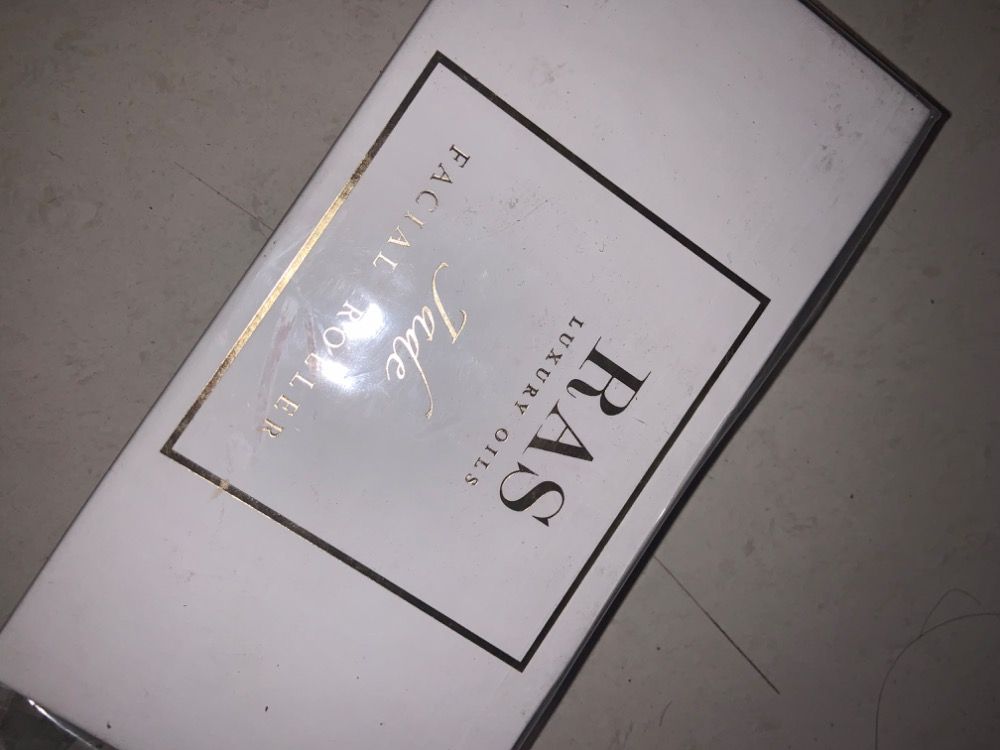 RAS
LUXURY OILS
Jade
FACIAL ROLLER